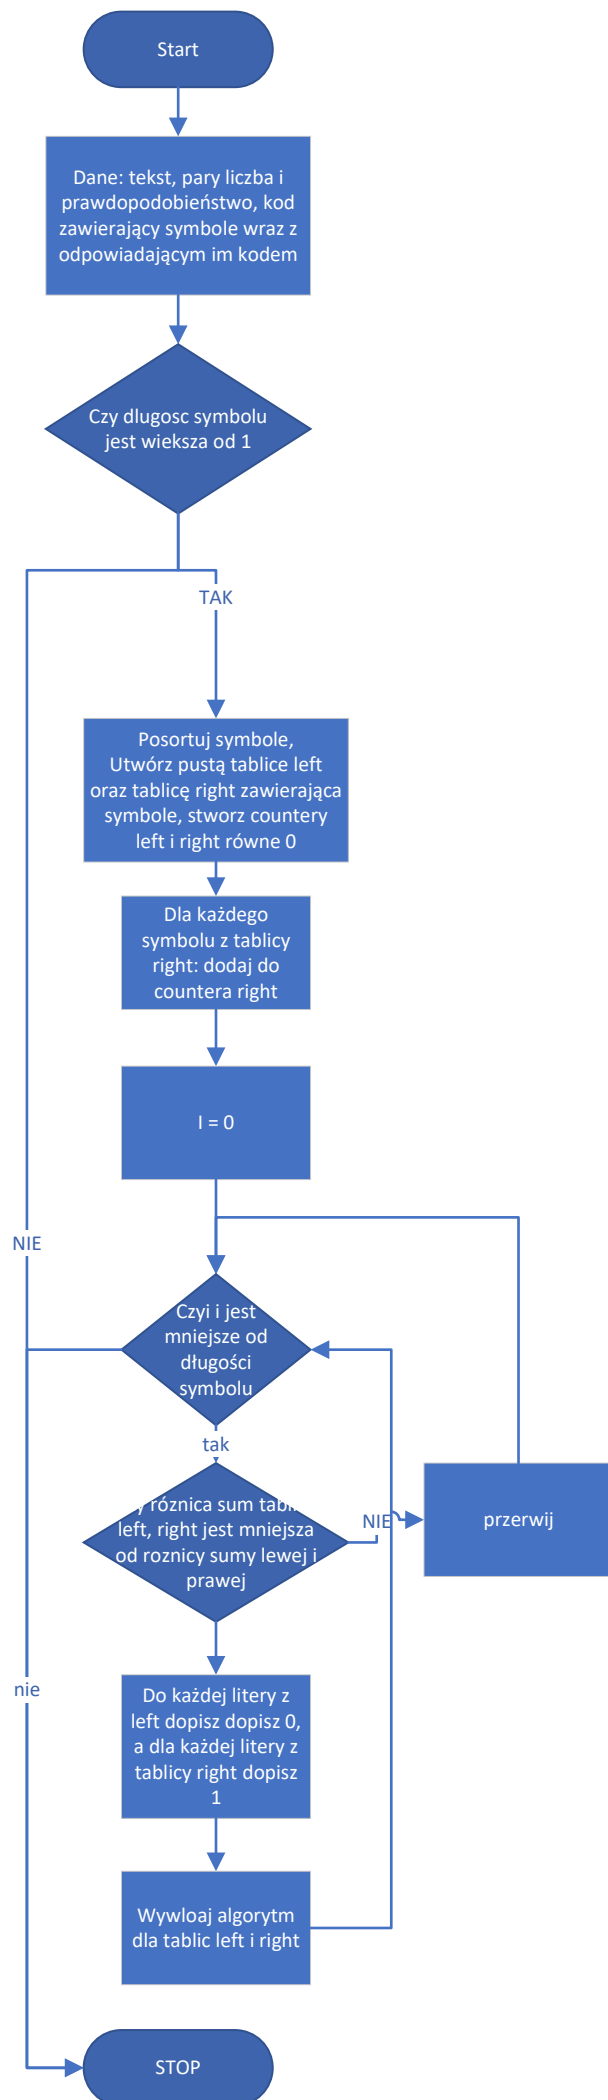 Start
Dane: tekst, pary liczba i
prawdopodobieństwo, kod
zawierający symbole wraz z
odpowiadającym im kodem
Czy dlugosc symbolu
jest wieksza od 1
TAK
Posortuj symbole,
Utwórz pustą tablice left
oraz tablicę right zawierająca
symbole, stworz countery
left i right równe 0
Dla każdego
symbolu z tablicy
right: dodaj do
countera right
I = 0
NIE
Czyi i jest
mniejsze od
długości
symbolu
tak
y róznica sum tabli
left, right jest mniejsza
od roznicy sumy lewej i
prawej
NIE
przerwij
nie
Do każdej litery z
left dopisz dopisz 0,
a dla każdej litery z
tablicy right dopisz
1
Wywloaj algorytm
dla tablic left i right
STOP